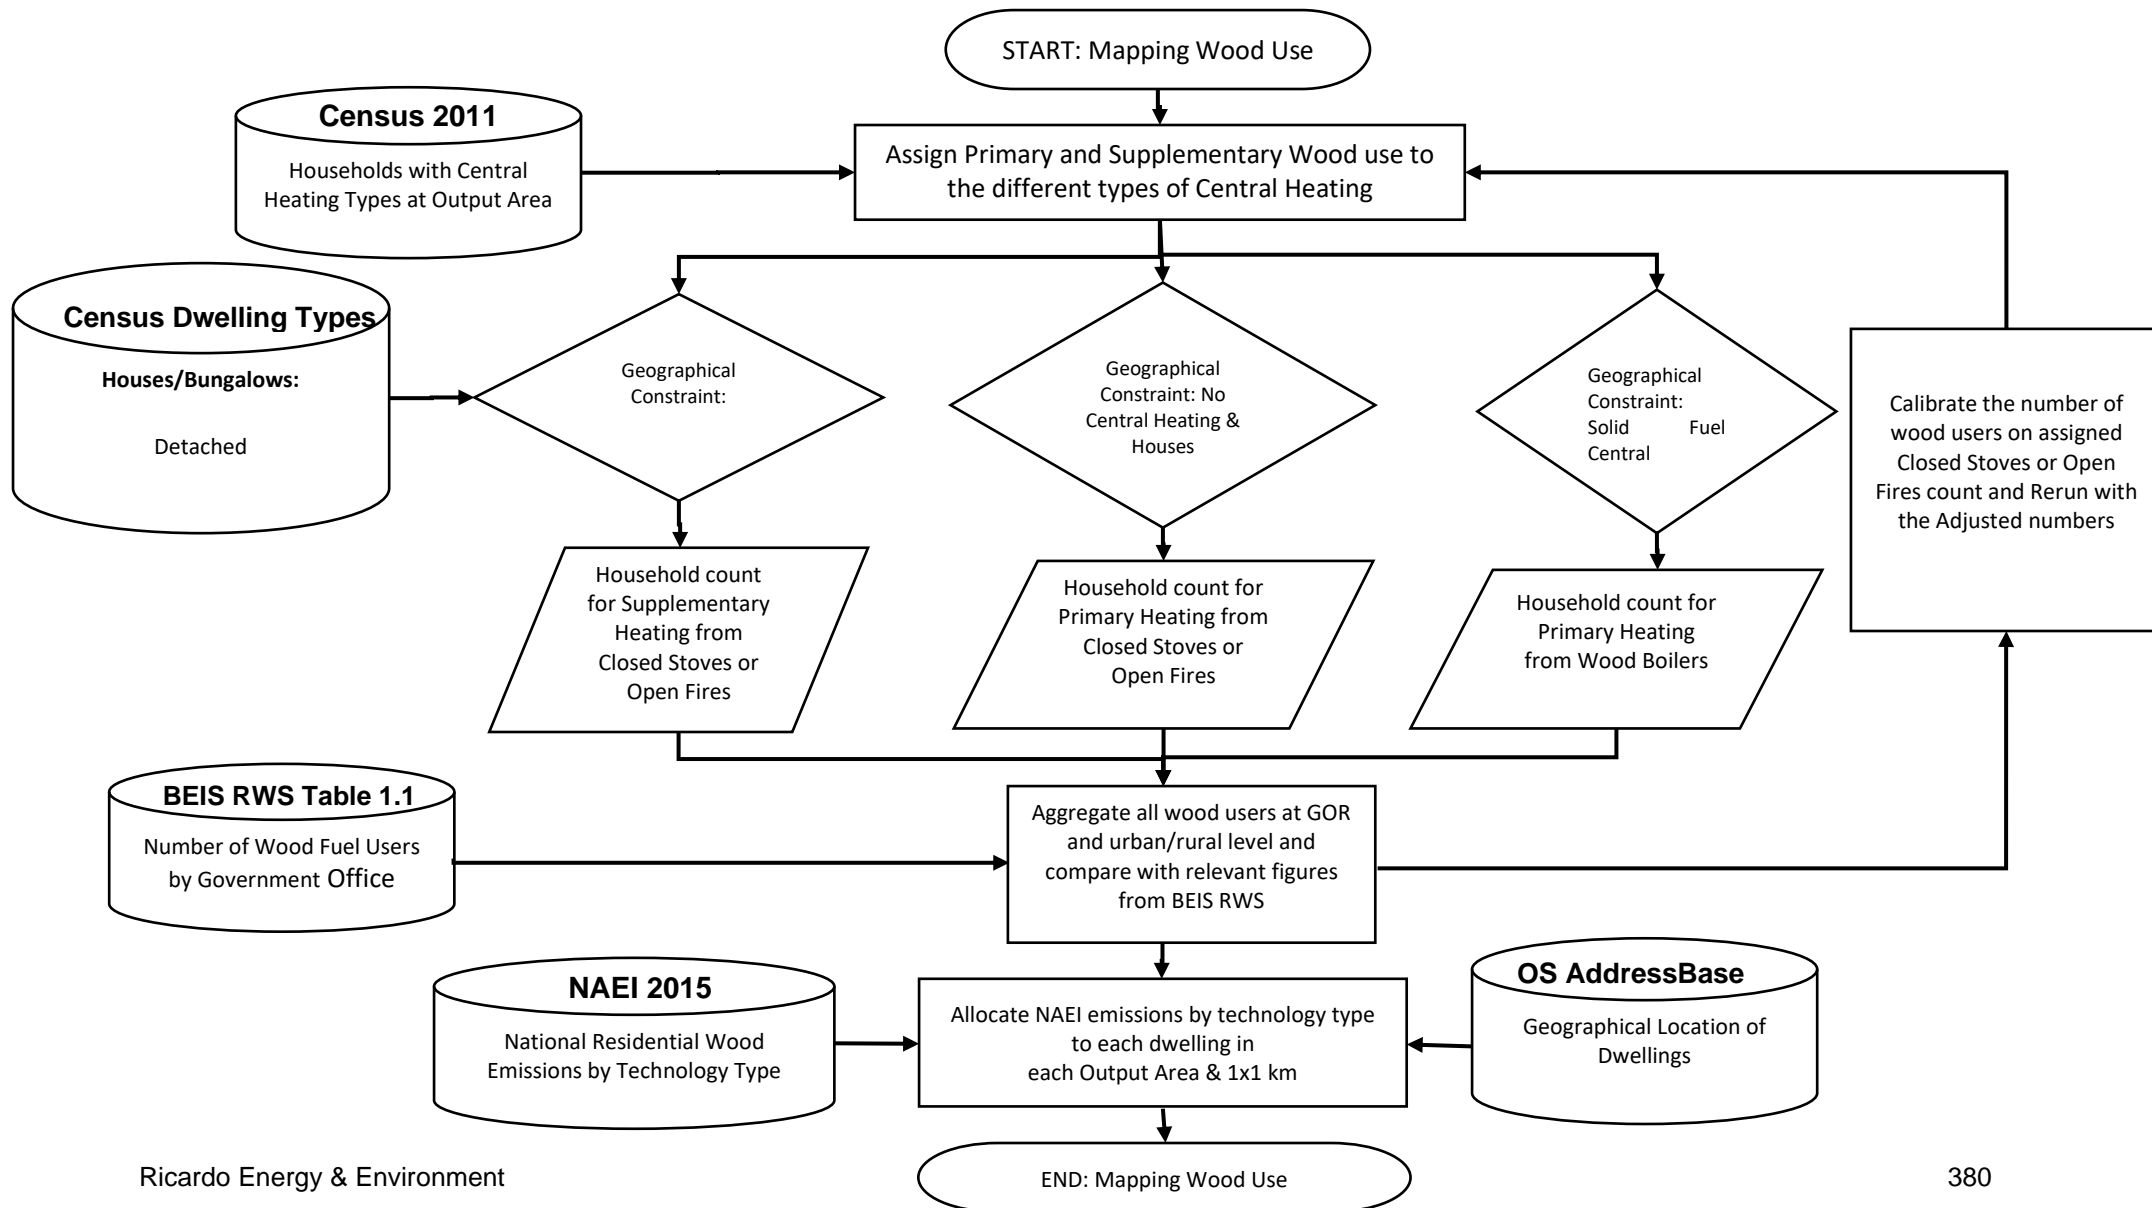 START: Mapping Wood Use
Census 2011
Households with Central
Heating Types at Output Area
Assign Primary and Supplementary Wood use to
the different types of Central Heating
Census Dwelling Types
Houses/Bungalows:
Detached
Geographical
Constraint:
Geographical
Constraint: No
Central Heating &
Houses
Geographical
Constraint:
Solid Fuel
Central
Calibrate the number of
wood users on assigned
Closed Stoves or Open
Fires count and Rerun with
the Adjusted numbers
Household count
for Supplementary
Heating from
Closed Stoves or
Open Fires
Household count for
Primary Heating from
Closed Stoves or
Open Fires
Household count for
Primary Heating
from Wood Boilers
BEIS RWS Table 1.1
Number of Wood Fuel Users
by Government Office
Aggregate all wood users at GOR
and urban/rural level and
compare with relevant figures
from BEIS RWS
NAEI 2015
National Residential Wood
Emissions by Technology Type
Allocate NAEI emissions by technology type
to each dwelling in
each Output Area & 1x1 km
OS AddressBase
Geographical Location of
Dwellings
END: Mapping Wood Use
Ricardo Energy & Environment
380